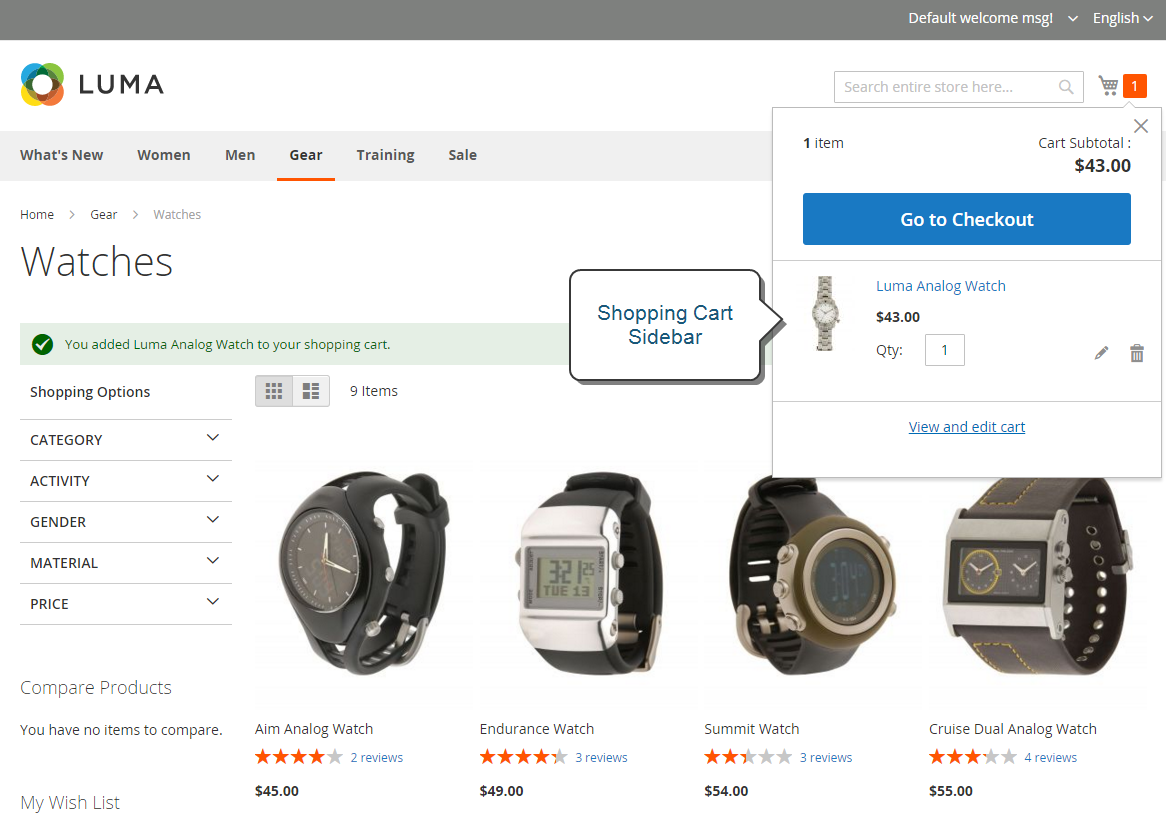 Default welcome msg! English
LUMA
Search entire store here...
1
What's New Women Men Gear Training Sale
1 item
Cart Subtotal :
$43.00
Go to Checkout
Luma Analog Watch
$43.00
Qty: 1
View and edit cart
Home Gear Watches
Watches
Shopping Cart
Sidebar
You added Luma Analog Watch to your shopping cart.
Shopping Options
9 Items
CATEGORY
ACTIVITY
GENDER
MATERIAL
PRICE
Compare Products
You have no items to compare.
My Wish List
TUE 13
Aim Analog Watch
2 reviews
$45.00
Endurance Watch
3 reviews
$49.00
Summit Watch
3 reviews
$54.00
Cruise Dual Analog Watch
4 reviews
$55.00